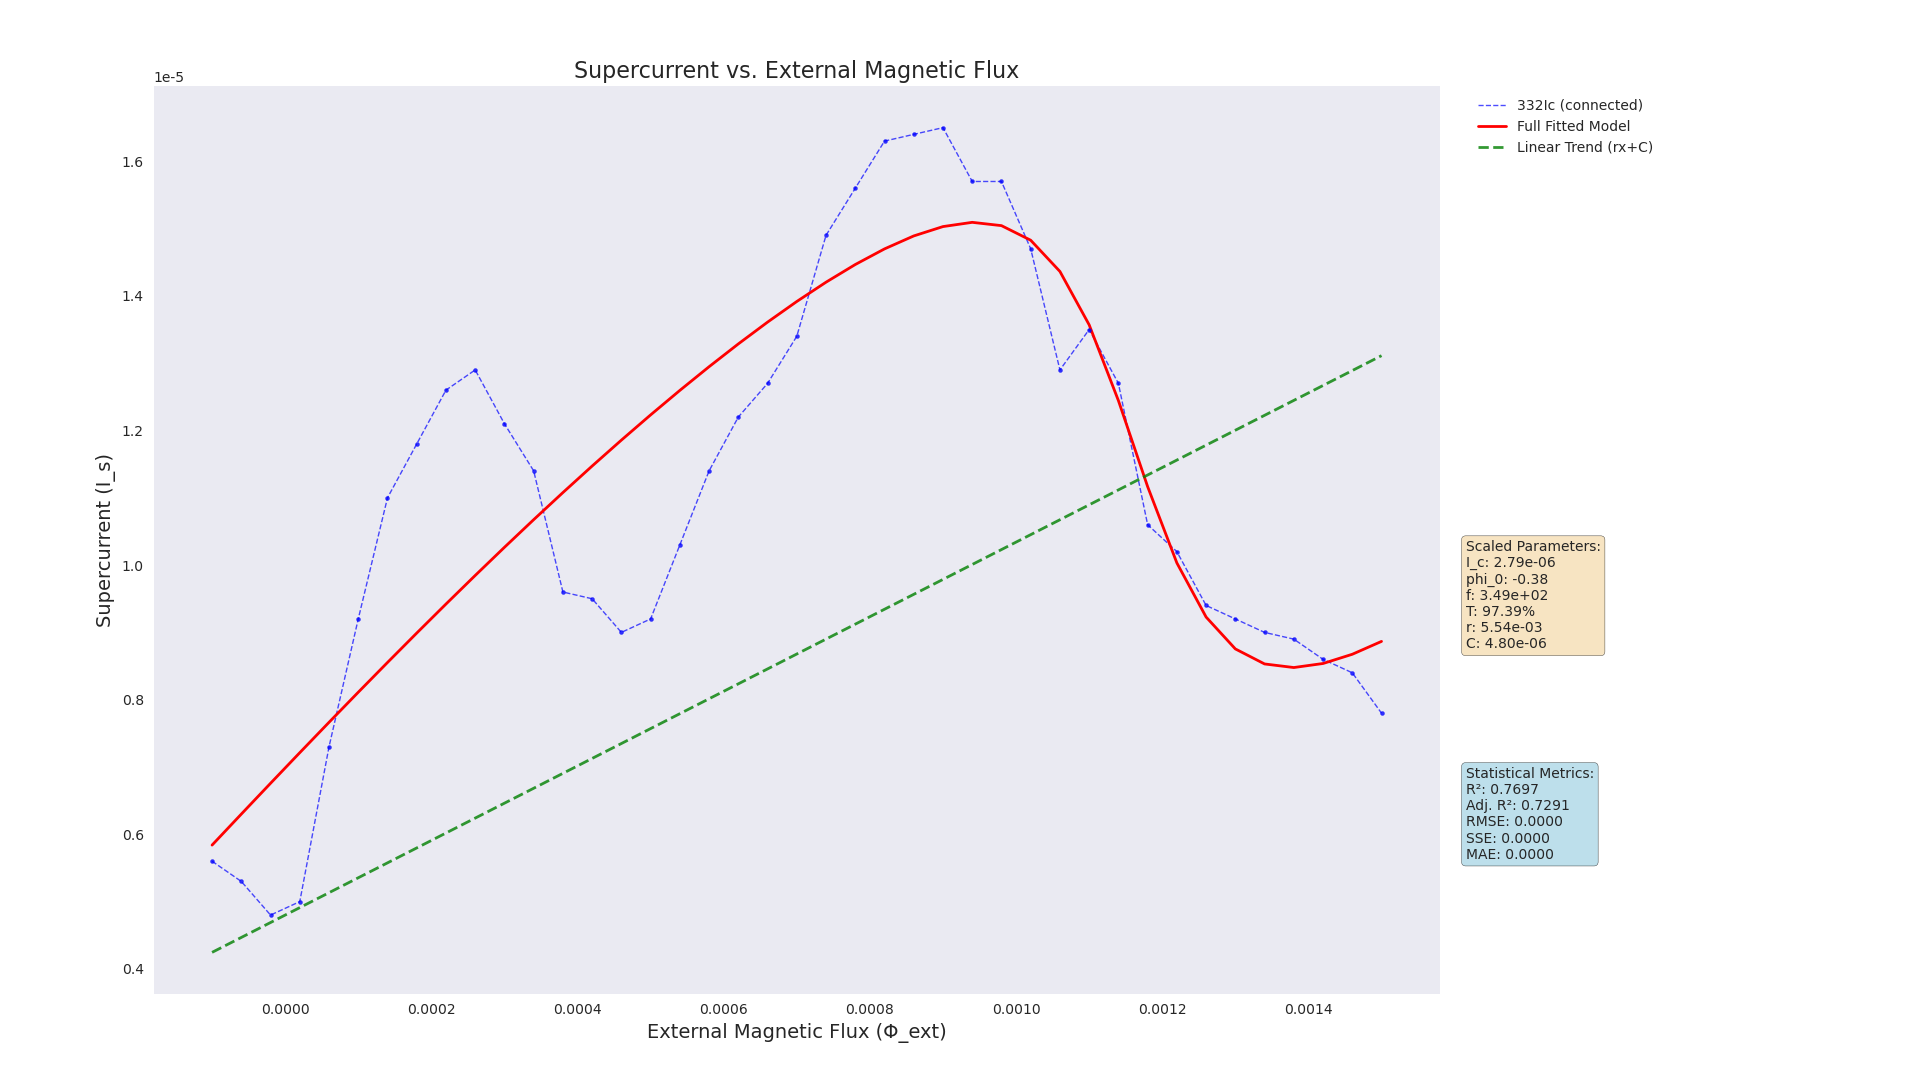 Supercurrent vs. External Magnetic Flux
1e-5
1.6
1.4
1.2
1.0
0.8
0.6
0.4
Supercurrent (I_s)
0.0000
0.0002
0.0004
0.0006
0.0008
0.0010
0.0012
0.0014
External Magnetic Flux (Φ_ext)
332Ic (connected)
Full Fitted Model
Linear Trend (rx+C)
Scaled Parameters:
I_c: 2.79e-06
phi_0: -0.38
f: 3.49e+02
T: 97.39%
r: 5.54e-03
C: 4.80e-06
Statistical Metrics:
R²: 0.7697
Adj. R²: 0.7291
RMSE: 0.0000
SSE: 0.0000
MAE: 0.0000